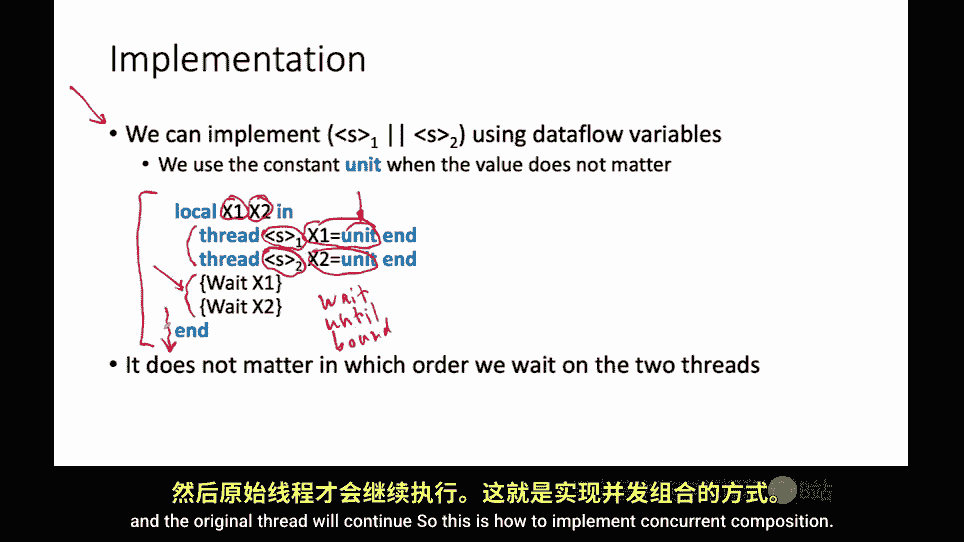 Implementation
• We can implement (<s>₁ || <s>₂) using dataflow variables
• We use the constant unit when the value does not matter
local X1 X2 in
thread <s>₁ X1=unit end
thread <s>₂ X2=unit end
{Wait X1}
{Wait X2}
end
wait
until
bound
• It does not matter in which order we wait on the two threads
然后原始线程才会继续执行。这就是实现并发组合的方式。
and the original thread will continue So this is how to implement concurrent composition.